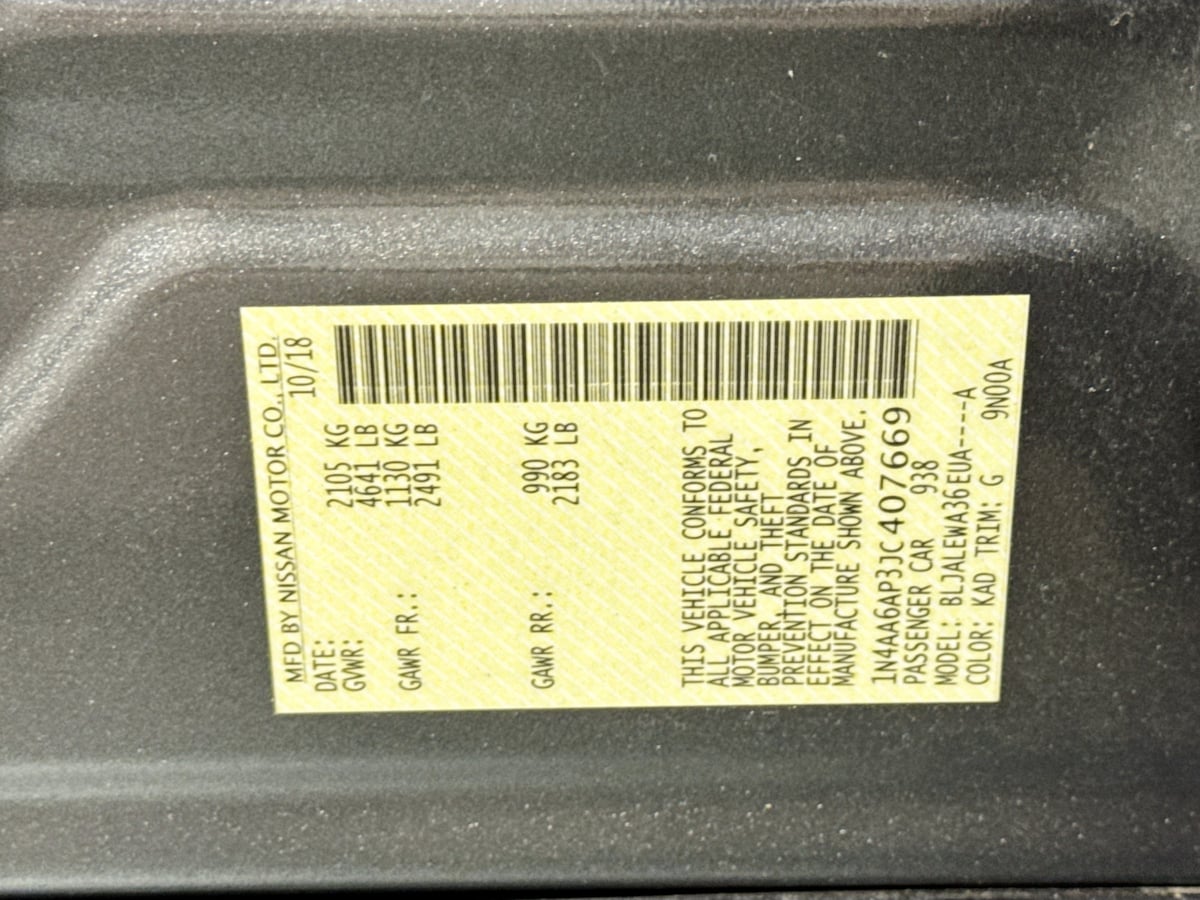 MFD BY NISSAN MOTOR CO., LTD.
DATE: 10/18
GVWR: 2105 KG
4641 LB
GAWR FR.: 1130 KG
2491 LB
GAWR RR.: 990 KG
2183 LB
THIS VEHICLE CONFORMS TO
ALL APPLICABLE FEDERAL
MOTOR VEHICLE SAFETY,
BUMPER, AND THEFT
PREVENTION STANDARDS IN
EFFECT ON THE DATE OF
MANUFACTURE SHOWN ABOVE.
1N4AA6AP3JC407669
PASSENGER CAR 938
MODEL: BLJALEWA36EUA----A
COLOR: KAD TRIM: G 9N00A